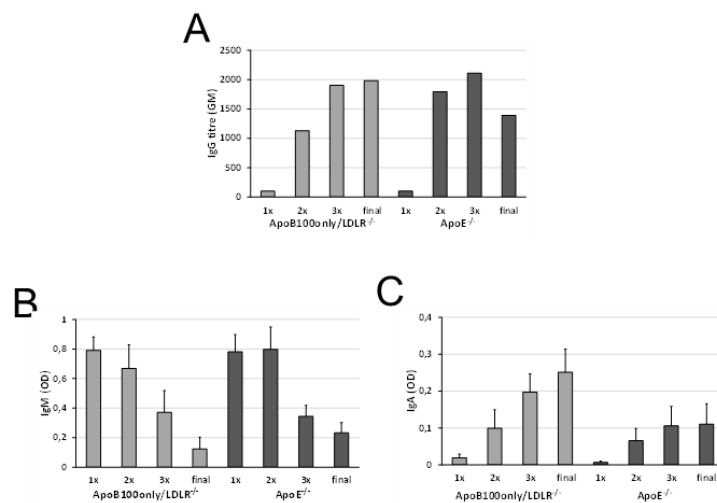 A
2500
2000
1500
1000
500
0
IgG titre (GM)
1x 2x 3x final 1x 2x 3x final
ApoB100only/LDLR-/- ApoE-/-
B
1
0,8
0,6
0,4
0,2
0
IgM (OD)
1x 2x 3x final 1x 2x 3x final
ApoB100only/LDLR-/- ApoE-/-
C
0,4
0,3
0,2
0,1
0
IgA (OD)
1x 2x 3x final 1x 2x 3x final
ApoB100only/LDLR-/- ApoE-/-